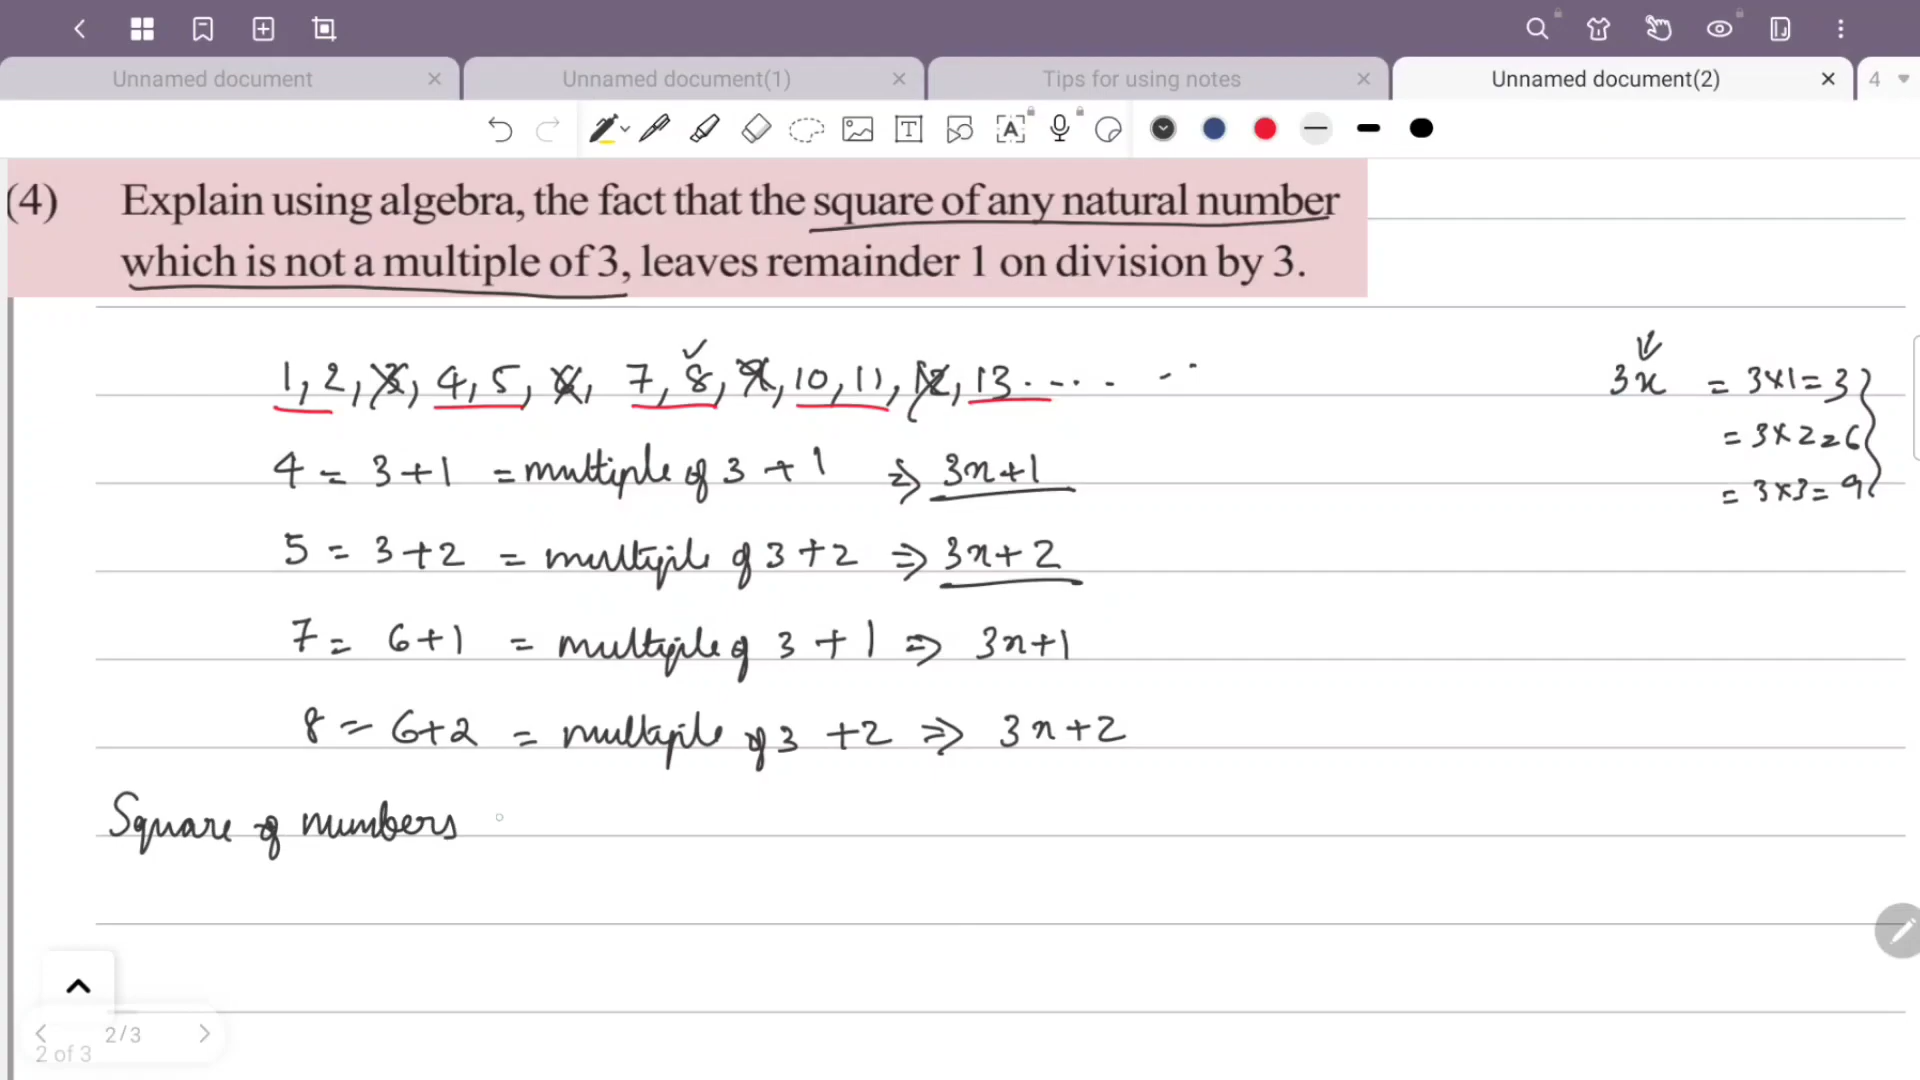 Unnamed document
Unnamed document(1)
Tips for using notes
Unnamed document(2)
4
(4) Explain using algebra, the fact that the square of any natural number
which is not a multiple of 3, leaves remainder 1 on division by 3.
1, 2, 3, 4, 5, 6, 7, 8, 9, 10, 11, 12, 13.... ...
3x = 3×1=3
= 3×2=6
= 3×3=9
4 = 3+1 = multiple of 3 + 1 ⇒ 3x+1
5 = 3+2 = multiple of 3+2 ⇒ 3x+2
7 = 6+1 = multiple of 3 + 1 ⇒ 3x+1
8 = 6+2 = multiple of 3 +2 ⇒ 3x+2
Square of numbers
2/3
2 of 3